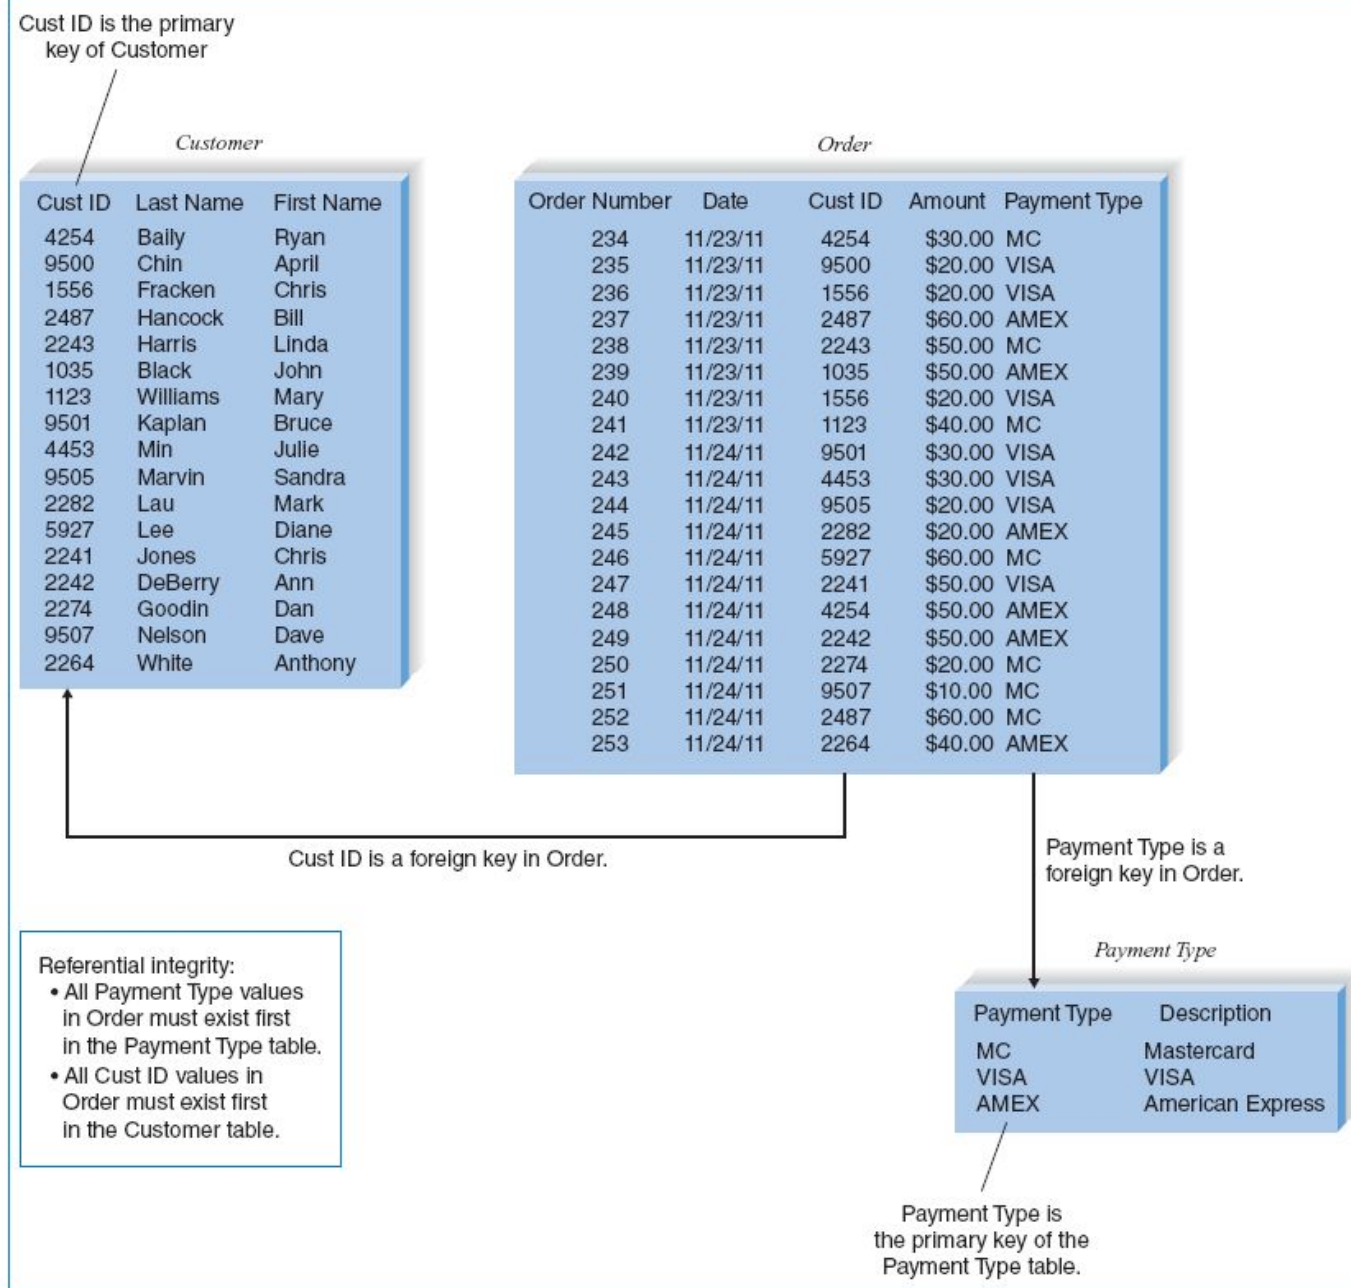 Cust ID is the primary
key of Customer
Customer
Cust ID Last Name First Name
4254 Baily Ryan
9500 Chin April
1556 Fracken Chris
2487 Hancock Bill
2243 Harris Linda
1035 Black John
1123 Williams Mary
9501 Kaplan Bruce
4453 Min Julie
9505 Marvin Sandra
2282 Lau Mark
5927 Lee Diane
2241 Jones Chris
2242 DeBerry Ann
2274 Goodin Dan
9507 Nelson Dave
2264 White Anthony
Order
Order Number Date Cust ID Amount Payment Type
234 11/23/11 4254 $30.00 MC
235 11/23/11 9500 $20.00 VISA
236 11/23/11 1556 $20.00 VISA
237 11/23/11 2487 $60.00 AMEX
238 11/23/11 2243 $50.00 MC
239 11/23/11 1035 $50.00 AMEX
240 11/23/11 1556 $20.00 VISA
241 11/23/11 1123 $40.00 MC
242 11/24/11 9501 $30.00 VISA
243 11/24/11 4453 $30.00 VISA
244 11/24/11 9505 $20.00 VISA
245 11/24/11 2282 $20.00 AMEX
246 11/24/11 5927 $60.00 MC
247 11/24/11 2241 $50.00 VISA
248 11/24/11 4254 $50.00 AMEX
249 11/24/11 2242 $50.00 AMEX
250 11/24/11 2274 $20.00 MC
251 11/24/11 9507 $10.00 MC
252 11/24/11 2487 $60.00 MC
253 11/24/11 2264 $40.00 AMEX
Cust ID is a foreign key in Order.
Payment Type is a
foreign key in Order.
Referential integrity:
• All Payment Type values
in Order must exist first
in the Payment Type table.
• All Cust ID values in
Order must exist first
in the Customer table.
Payment Type
Payment Type Description
MC Mastercard
VISA VISA
AMEX American Express
Payment Type is
the primary key of the
Payment Type table.